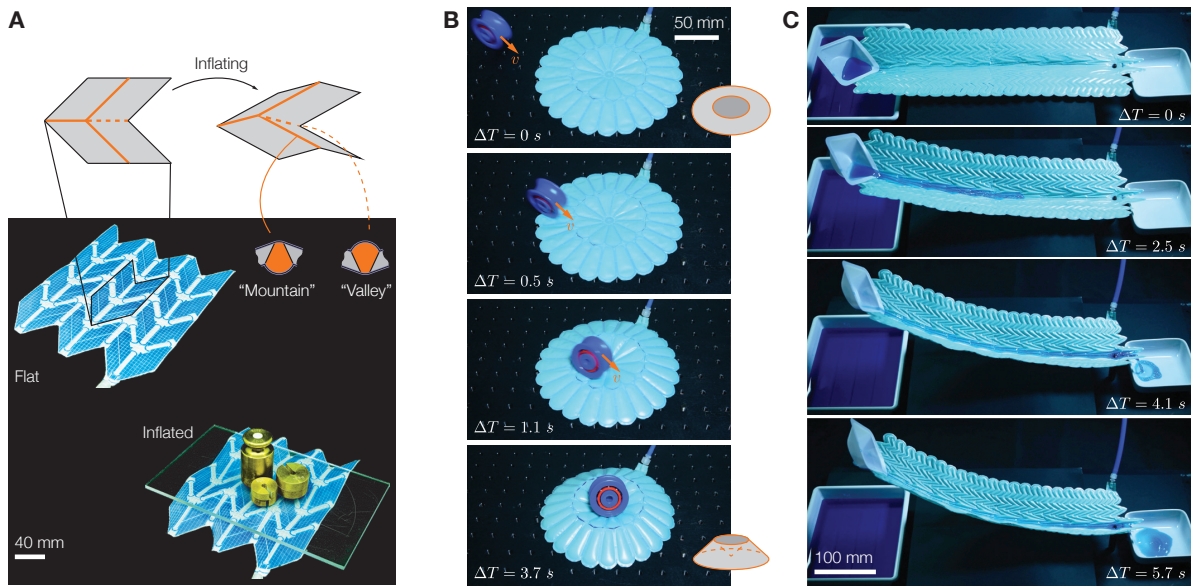 A
Inflating
"Mountain"
"Valley"
Flat
Inflated
40 mm
B
50 mm
v
ΔT = 0 s
v
ΔT = 0.5 s
v
ΔT = 1.1 s
ΔT = 3.7 s
C
ΔT = 0 s
ΔT = 2.5 s
ΔT = 4.1 s
100 mm
ΔT = 5.7 s